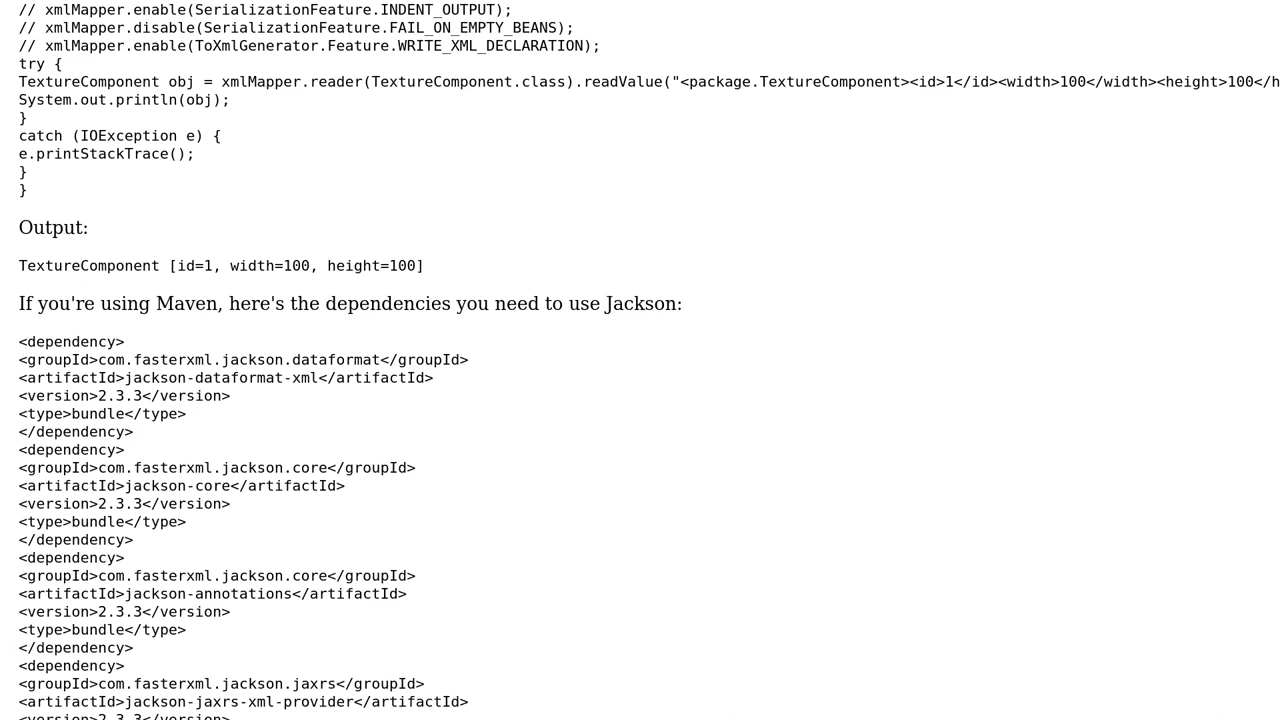 // xmlMapper.enable(SerializationFeature.INDENT_OUTPUT);
// xmlMapper.disable(SerializationFeature.FAIL_ON_EMPTY_BEANS);
// xmlMapper.enable(ToXmlGenerator.Feature.WRITE_XML_DECLARATION);
try {
TextureComponent obj = xmlMapper.reader(TextureComponent.class).readValue("<package.TextureComponent><id>1</id><width>100</width><height>100</h
System.out.println(obj);
}
catch (IOException e) {
e.printStackTrace();
}
}
Output:
TextureComponent [id=1, width=100, height=100]
If you're using Maven, here's the dependencies you need to use Jackson:
<dependency>
<groupId>com.fasterxml.jackson.dataformat</groupId>
<artifactId>jackson-dataformat-xml</artifactId>
<version>2.3.3</version>
<type>bundle</type>
</dependency>
<dependency>
<groupId>com.fasterxml.jackson.core</groupId>
<artifactId>jackson-core</artifactId>
<version>2.3.3</version>
<type>bundle</type>
</dependency>
<dependency>
<groupId>com.fasterxml.jackson.core</groupId>
<artifactId>jackson-annotations</artifactId>
<version>2.3.3</version>
<type>bundle</type>
</dependency>
<dependency>
<groupId>com.fasterxml.jackson.jaxrs</groupId>
<artifactId>jackson-jaxrs-xml-provider</artifactId>
<version>2.3.3</version>